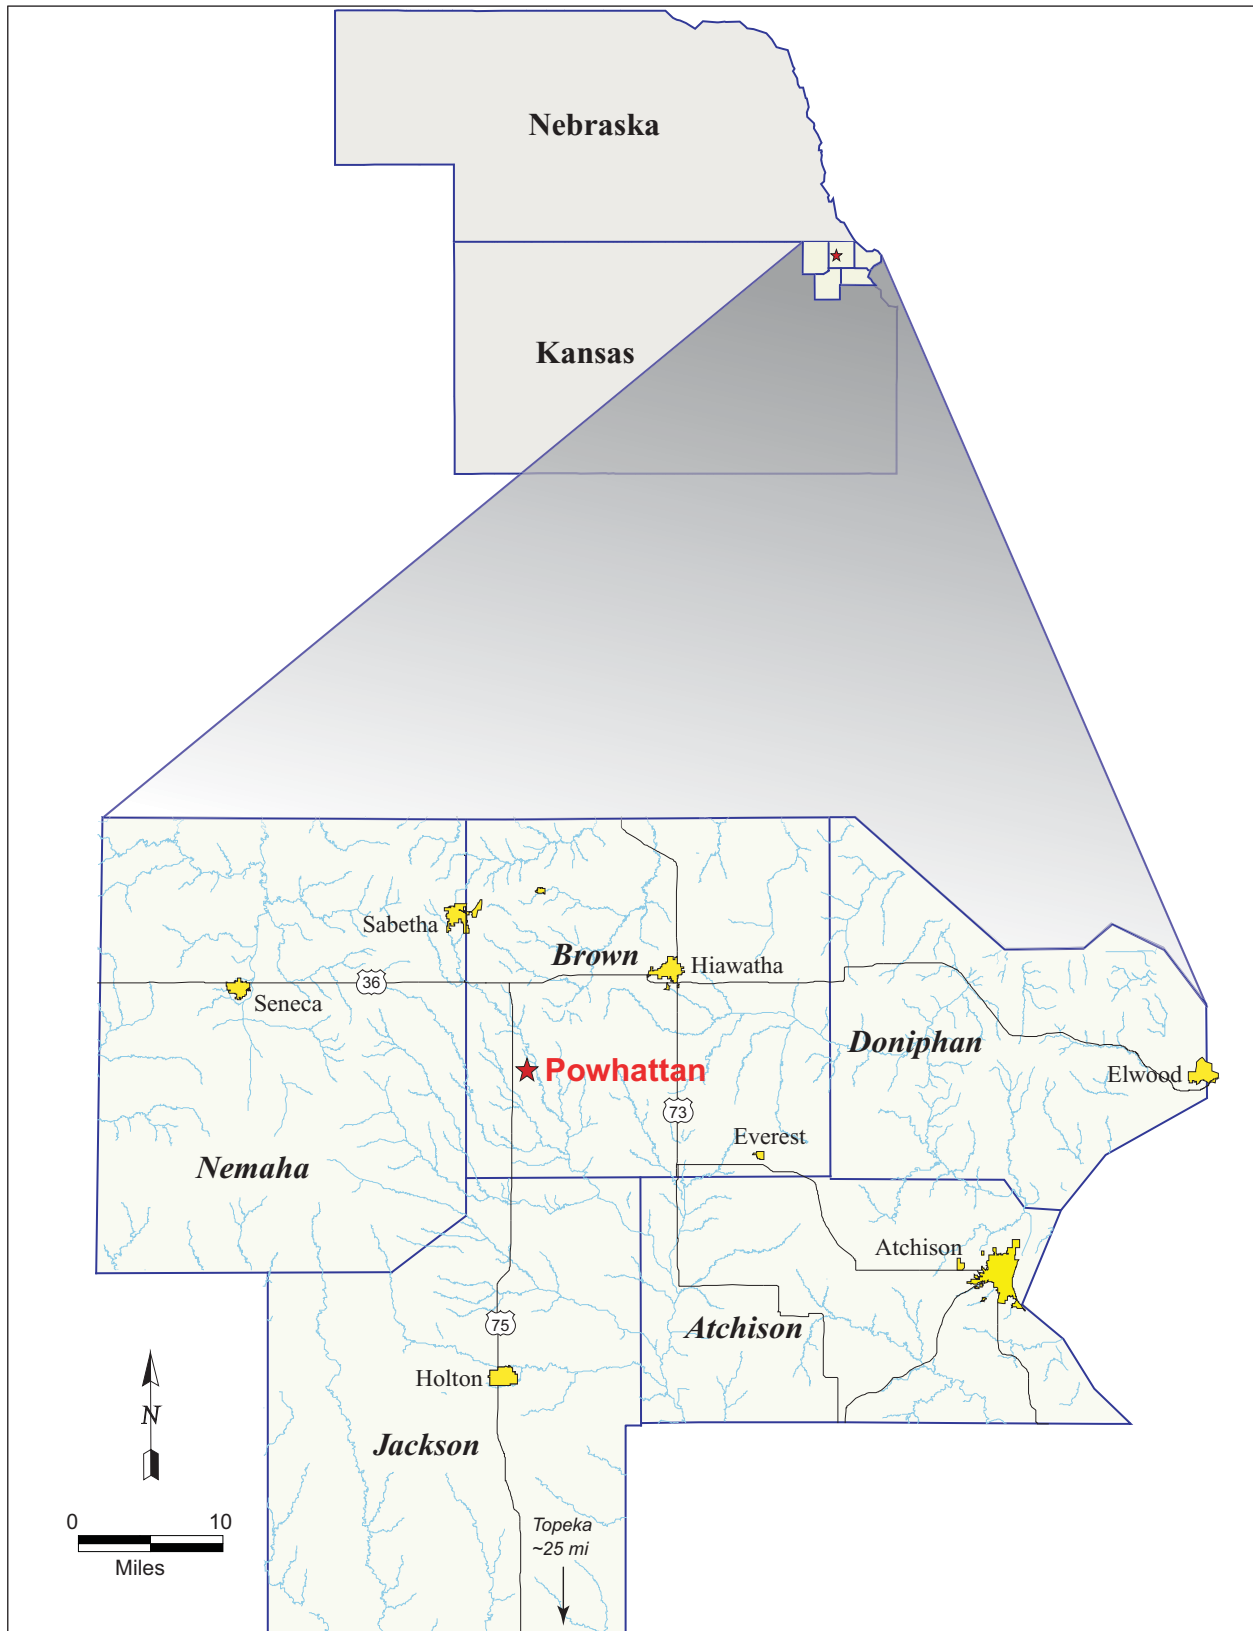 Nebraska
Kansas
Sabetha
Brown
Hiawatha
36
Seneca
Doniphan
Powhattan
Elwood
73
Everest
Nemaha
Atchison
75
Atchison
Holton
N
Jackson
0 10
Miles
Topeka
~25 mi